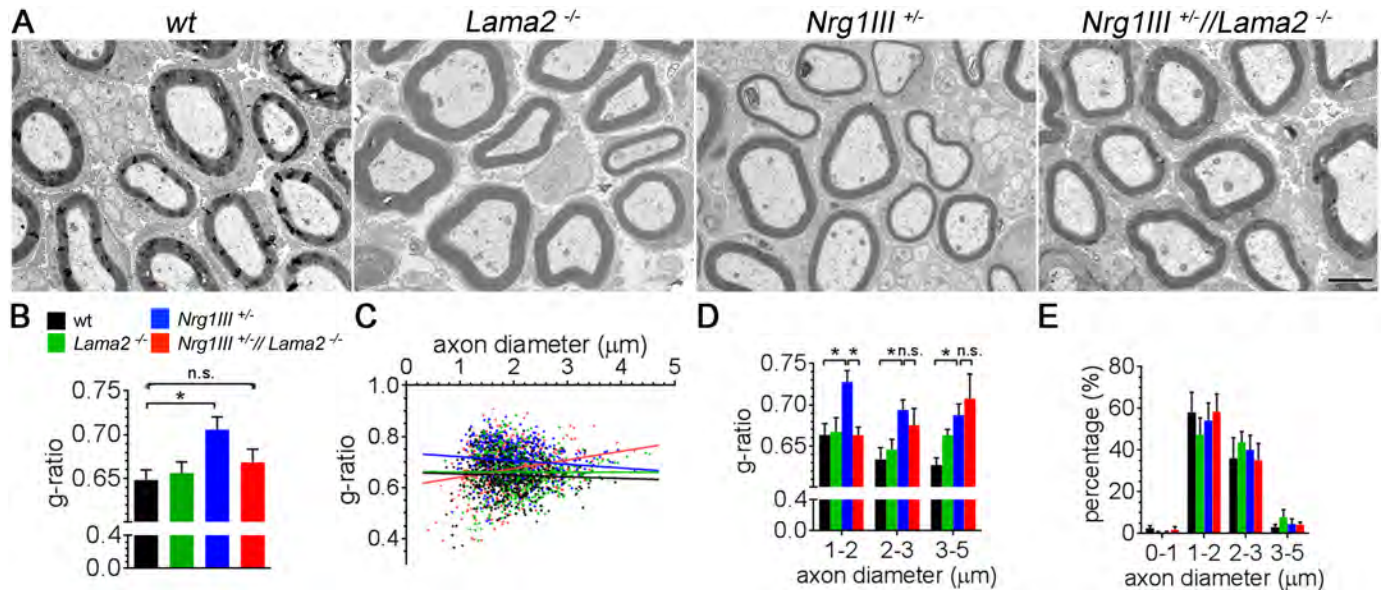 A
wt
Lama2 -/-
Nrg1III +/-
Nrg1III +/-//Lama2 -/-
B
wt
Nrg1III +/-
Lama2 -/-
Nrg1III +/-// Lama2 -/-
n.s.
*
0.75
0.65
0.4
0.0
g-ratio
C
axon diameter (μm)
0 1 2 3 4 5
1.0
0.8
0.6
0.4
g-ratio
D
* * * n.s. * n.s.
0.75
0.70
0.65
0.4
0.0
g-ratio
1-2 2-3 3-5
axon diameter (μm)
E
80
60
40
20
0
percentage (%)
0-1 1-2 2-3 3-5
axon diameter (μm)